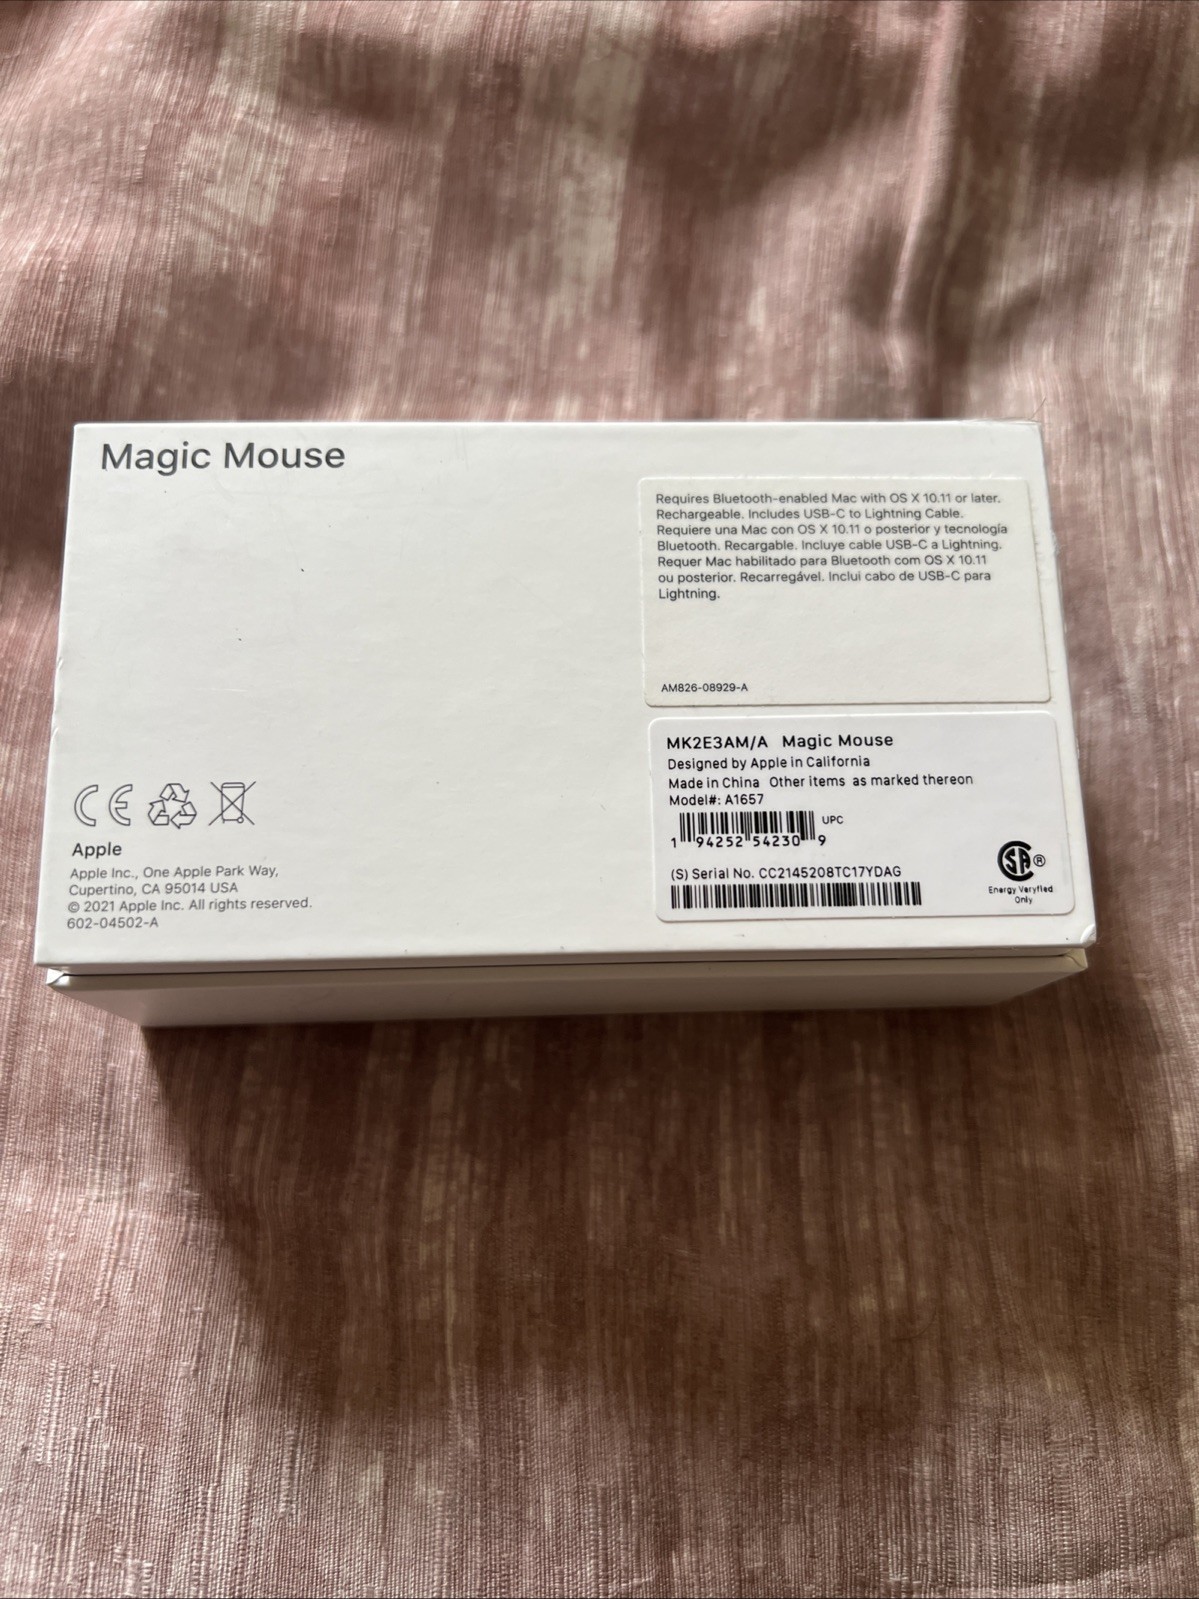 Magic Mouse
Requires Bluetooth-enabled Mac with OS X 10.11 or later.
Rechargeable. Includes USB-C to Lightning Cable.
Requiere una Mac con OS X 10.11 o posterior y tecnología
Bluetooth. Recargable. Incluye cable USB-C a Lightning.
Requer Mac habilitado para Bluetooth com OS X 10.11
ou posterior. Recarregável. Inclui cabo de USB-C para
Lightning.
AM826-08929-A
MK2E3AM/A Magic Mouse
Designed by Apple in California
Made in China Other items as marked thereon
Model#: A1657
UPC
1 94252 54230 9
(S) Serial No. CC2145208TC17YDAG
SA ®
Energy Veryfied
Only
CE
Apple
Apple Inc., One Apple Park Way,
Cupertino, CA 95014 USA
© 2021 Apple Inc. All rights reserved.
602-04502-A